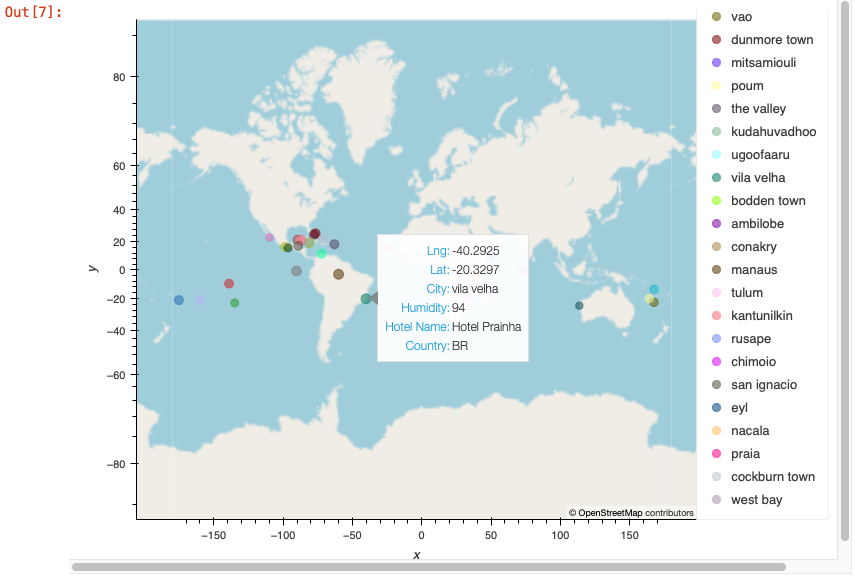 Out[7]:
80
60
40
20
0
−20
−40
−60
−80
y
−150
−100
−50
0
50
100
150
x
Lng: -40.2925
Lat: -20.3297
City: vila velha
Humidity: 94
Hotel Name: Hotel Prainha
Country: BR
© OpenStreetMap contributors
vao
dunmore town
mitsamiouli
poum
the valley
kudahuvadhoo
ugoofaaru
vila velha
bodden town
ambilobe
conakry
manaus
tulum
kantunilkin
rusape
chimoio
san ignacio
eyl
nacala
praia
cockburn town
west bay